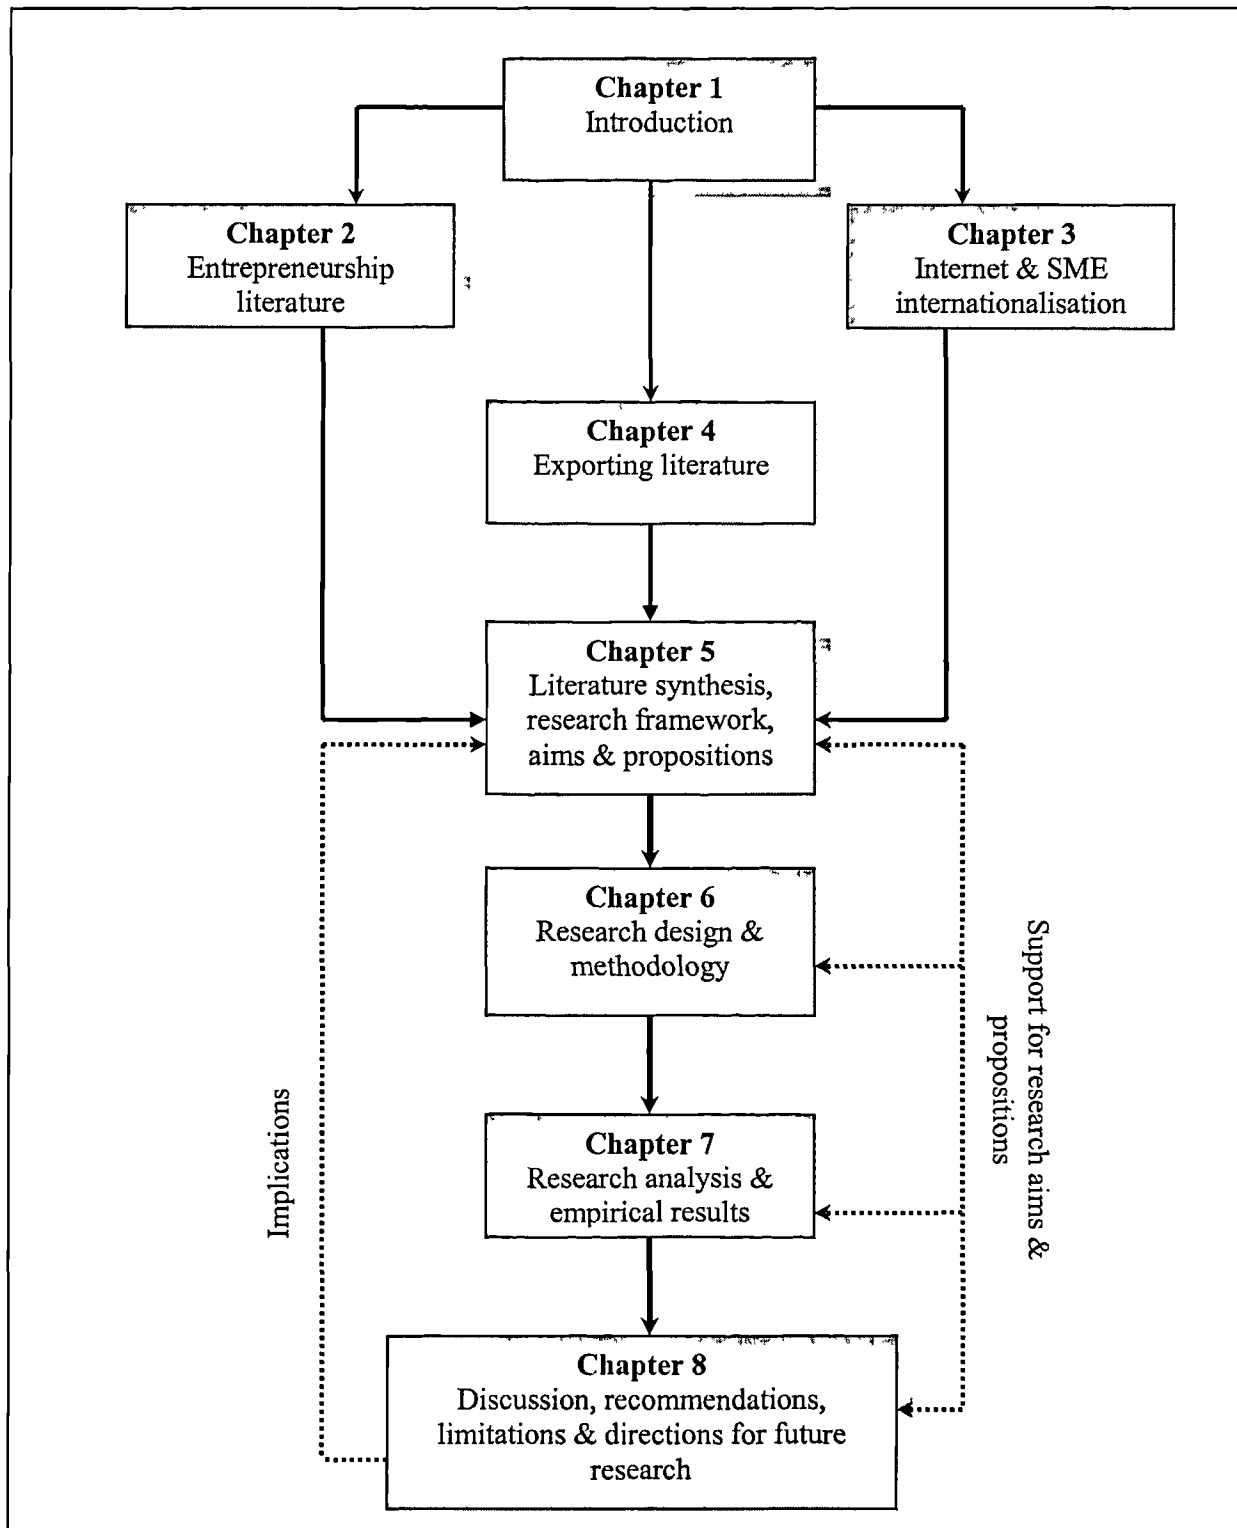 Chapter 1
Introduction
Chapter 2
Entrepreneurship
literature
Chapter 3
Internet & SME
internationalisation
Chapter 4
Exporting literature
Chapter 5
Literature synthesis,
research framework,
aims & propositions
Chapter 6
Research design &
methodology
Support for research aims &
propositions
Implications
Chapter 7
Research analysis &
empirical results
Chapter 8
Discussion, recommendations,
limitations & directions for future
research